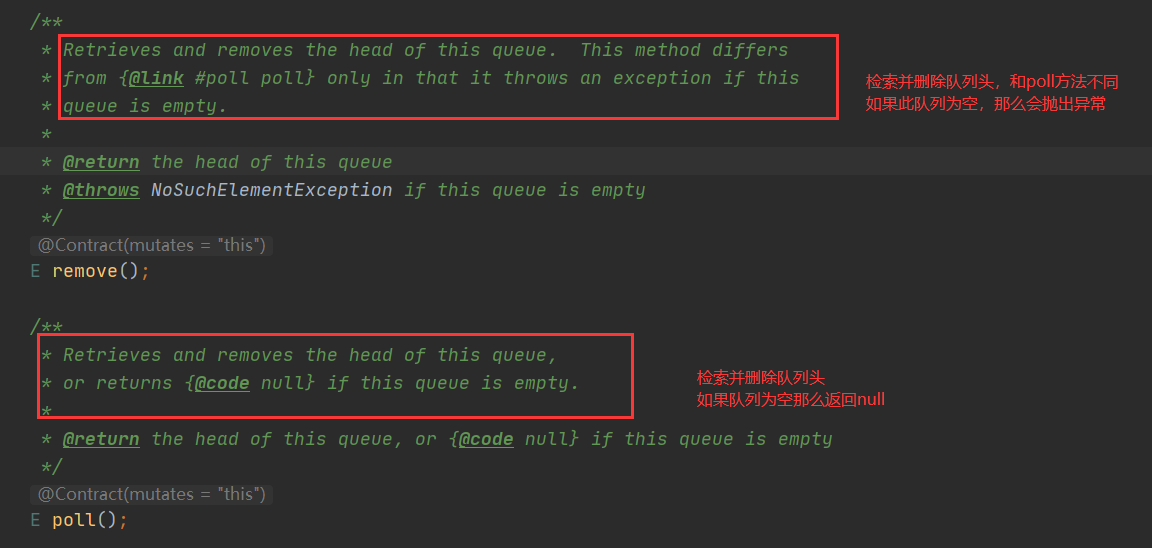 /**
* Retrieves and removes the head of this queue.  This method differs
* from {@link #poll poll} only in that it throws an exception if this
* queue is empty.
检索并删除队列头，和poll方法不同
如果此队列为空，那么会抛出异常
*
* @return the head of this queue
* @throws NoSuchElementException if this queue is empty
*/
@Contract(mutates = "this")
E remove();
/**
* Retrieves and removes the head of this queue,
* or returns {@code null} if this queue is empty.
*
检索并删除队列头
如果队列为空那么返回null
* @return the head of this queue, or {@code null} if this queue is empty
*/
@Contract(mutates = "this")
E poll();